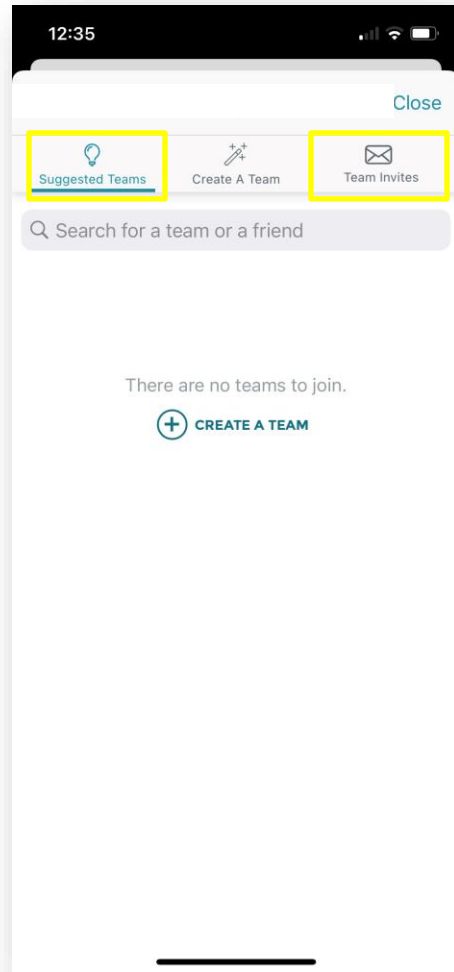 12:35
Close
Suggested Teams
Create A Team
Team Invites
Search for a team or a friend
There are no teams to join.
CREATE A TEAM